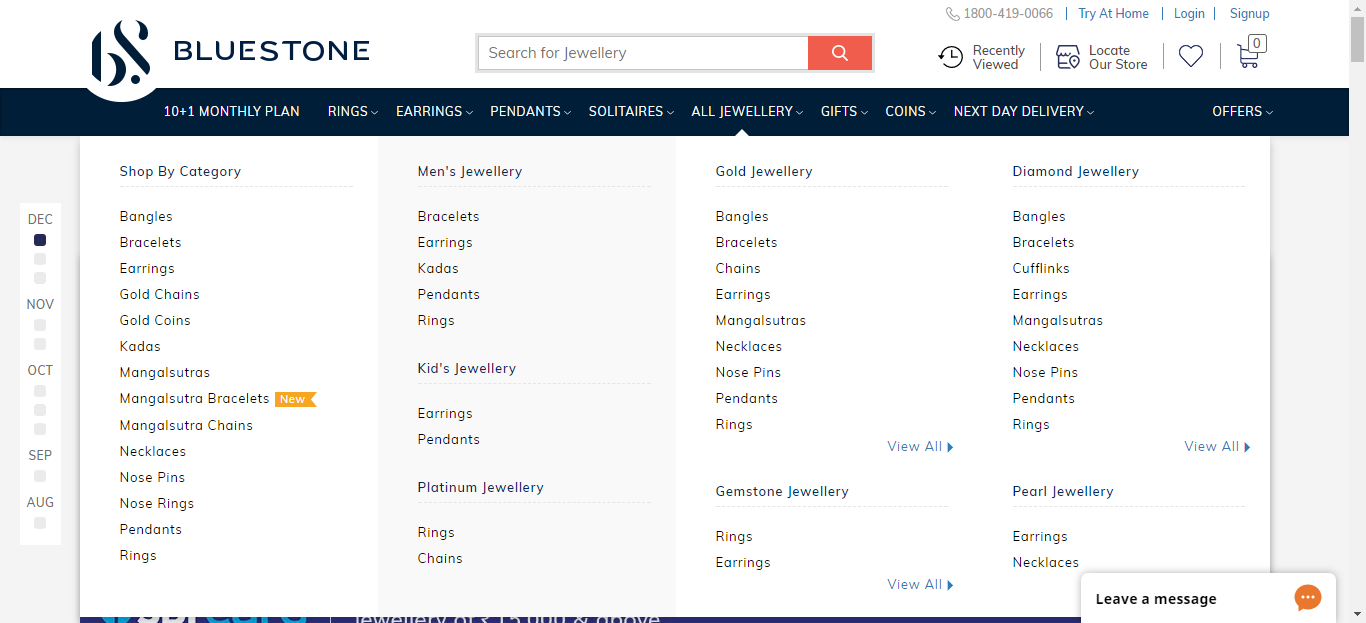 1800-419-0066 | Try At Home | Login | Signup
BLUESTONE
Search for Jewellery
Recently
Viewed
Locate
Our Store
0
10+1 MONTHLY PLAN RINGS EARRINGS PENDANTS SOLITAIRES ALL JEWELLERY GIFTS COINS NEXT DAY DELIVERY OFFERS
DEC
NOV
OCT
SEP
AUG
Shop By Category
Bangles
Bracelets
Earrings
Gold Chains
Gold Coins
Kadas
Mangalsutras
Mangalsutra Bracelets New
Mangalsutra Chains
Necklaces
Nose Pins
Nose Rings
Pendants
Rings
Men's Jewellery
Bracelets
Earrings
Kadas
Pendants
Rings
Kid's Jewellery
Earrings
Pendants
Platinum Jewellery
Rings
Chains
Gold Jewellery
Bangles
Bracelets
Chains
Earrings
Mangalsutras
Necklaces
Nose Pins
Pendants
Rings
View All
Gemstone Jewellery
Rings
Earrings
View All
Diamond Jewellery
Bangles
Bracelets
Cufflinks
Earrings
Mangalsutras
Necklaces
Nose Pins
Pendants
Rings
View All
Pearl Jewellery
Earrings
Necklaces
Jewellery of ₹15,000 & above
Leave a message